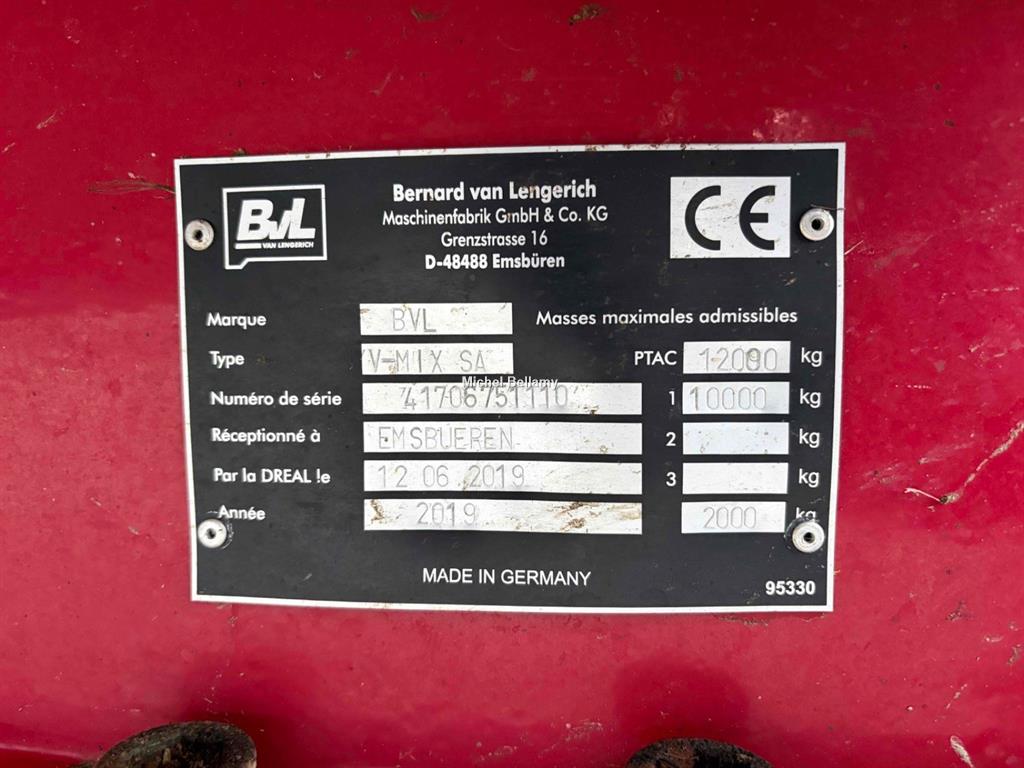 BvL
VAN LENGERICH
Bernard van Lengerich
Maschinenfabrik GmbH & Co. KG
Grenzstrasse 16
D-48488 Emsbüren
CE
Marque BVL
Masses maximales admissibles
Type V-MIX SA
PTAC 12000 kg
Michel Bellamy
Numéro de série 41706751110
1 10000 kg
Réceptionné à EMSBUEREN
2 kg
Par la DREAL !e 12 06 2019
3 kg
Année 2019
2000 kg
MADE IN GERMANY
95330